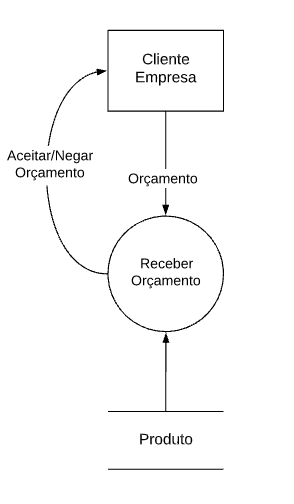 Cliente
Empresa
Aceitar/Negar
Orçamento
Orçamento
Receber
Orçamento
Produto